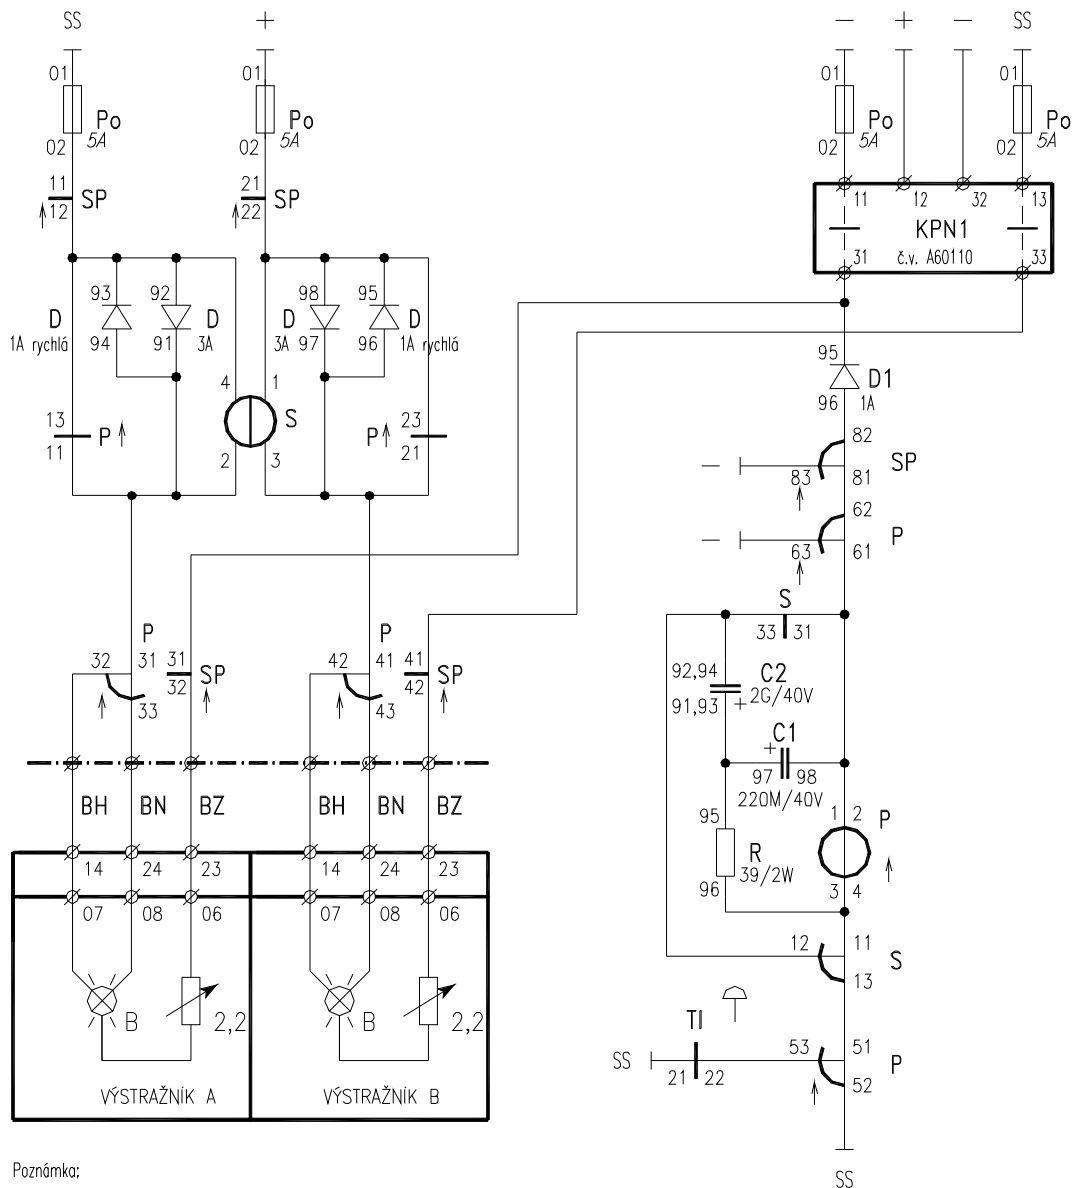 SS + − + − SS
01 01 01 01
Po Po Po Po
5A 5A 5A 5A
02 02 02 02
11 21 11 12 32 13
SP SP
12 22
KPN1
č.v. A60110
31 33
93 92 98 95
D D D D
1A rychlá 3A 3A 1A rychlá
94 91 97 96
95
D1
96 1A
4 1
S
2 3
13 23
P P
11 21
82
− SP
83 81
62
− P
63 61
S
33 31
P P
32 31 31 42 41 41
SP SP
33 32 43 42
92,94 C2
91,93 + 2G/40V
C1
+
97 98
220M/40V
BH BN BZ BH BN BZ
95 1 2 P
R
39/2W
96 3 4
14 24 23 14 24 23
07 08 06 07 08 06
12 11
S
13
B 2,2 B 2,2
TI
53 51
SS P
21 22 52
VÝSTRAŽNÍK A VÝSTRAŽNÍK B
SS
Poznámka;